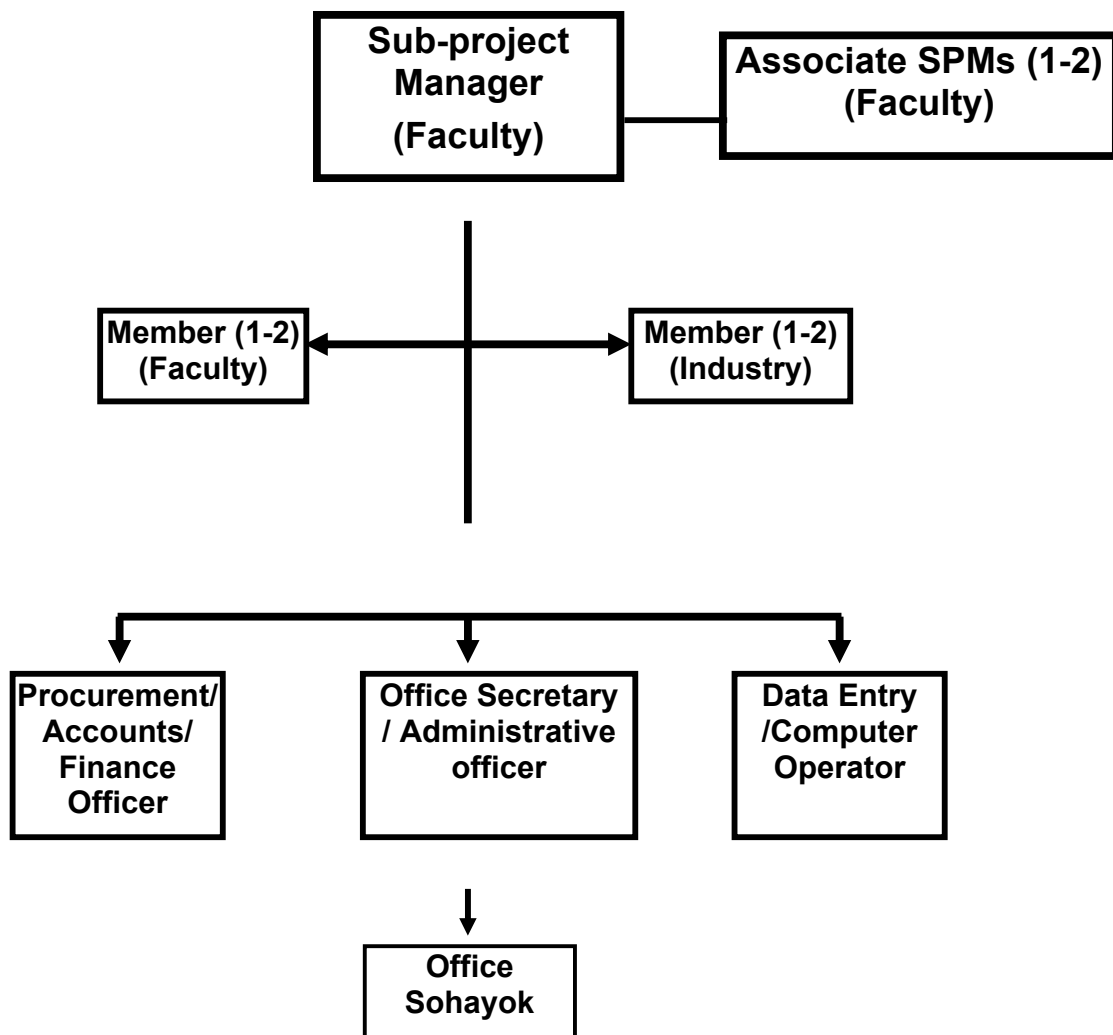 Sub-project
Manager
(Faculty)
Associate SPMs (1-2)
(Faculty)
Member (1-2)
(Faculty)
Member (1-2)
(Industry)
Procurement/
Accounts/
Finance
Officer
Office Secretary
/ Administrative
officer
Data Entry
/Computer
Operator
Office
Sohayok